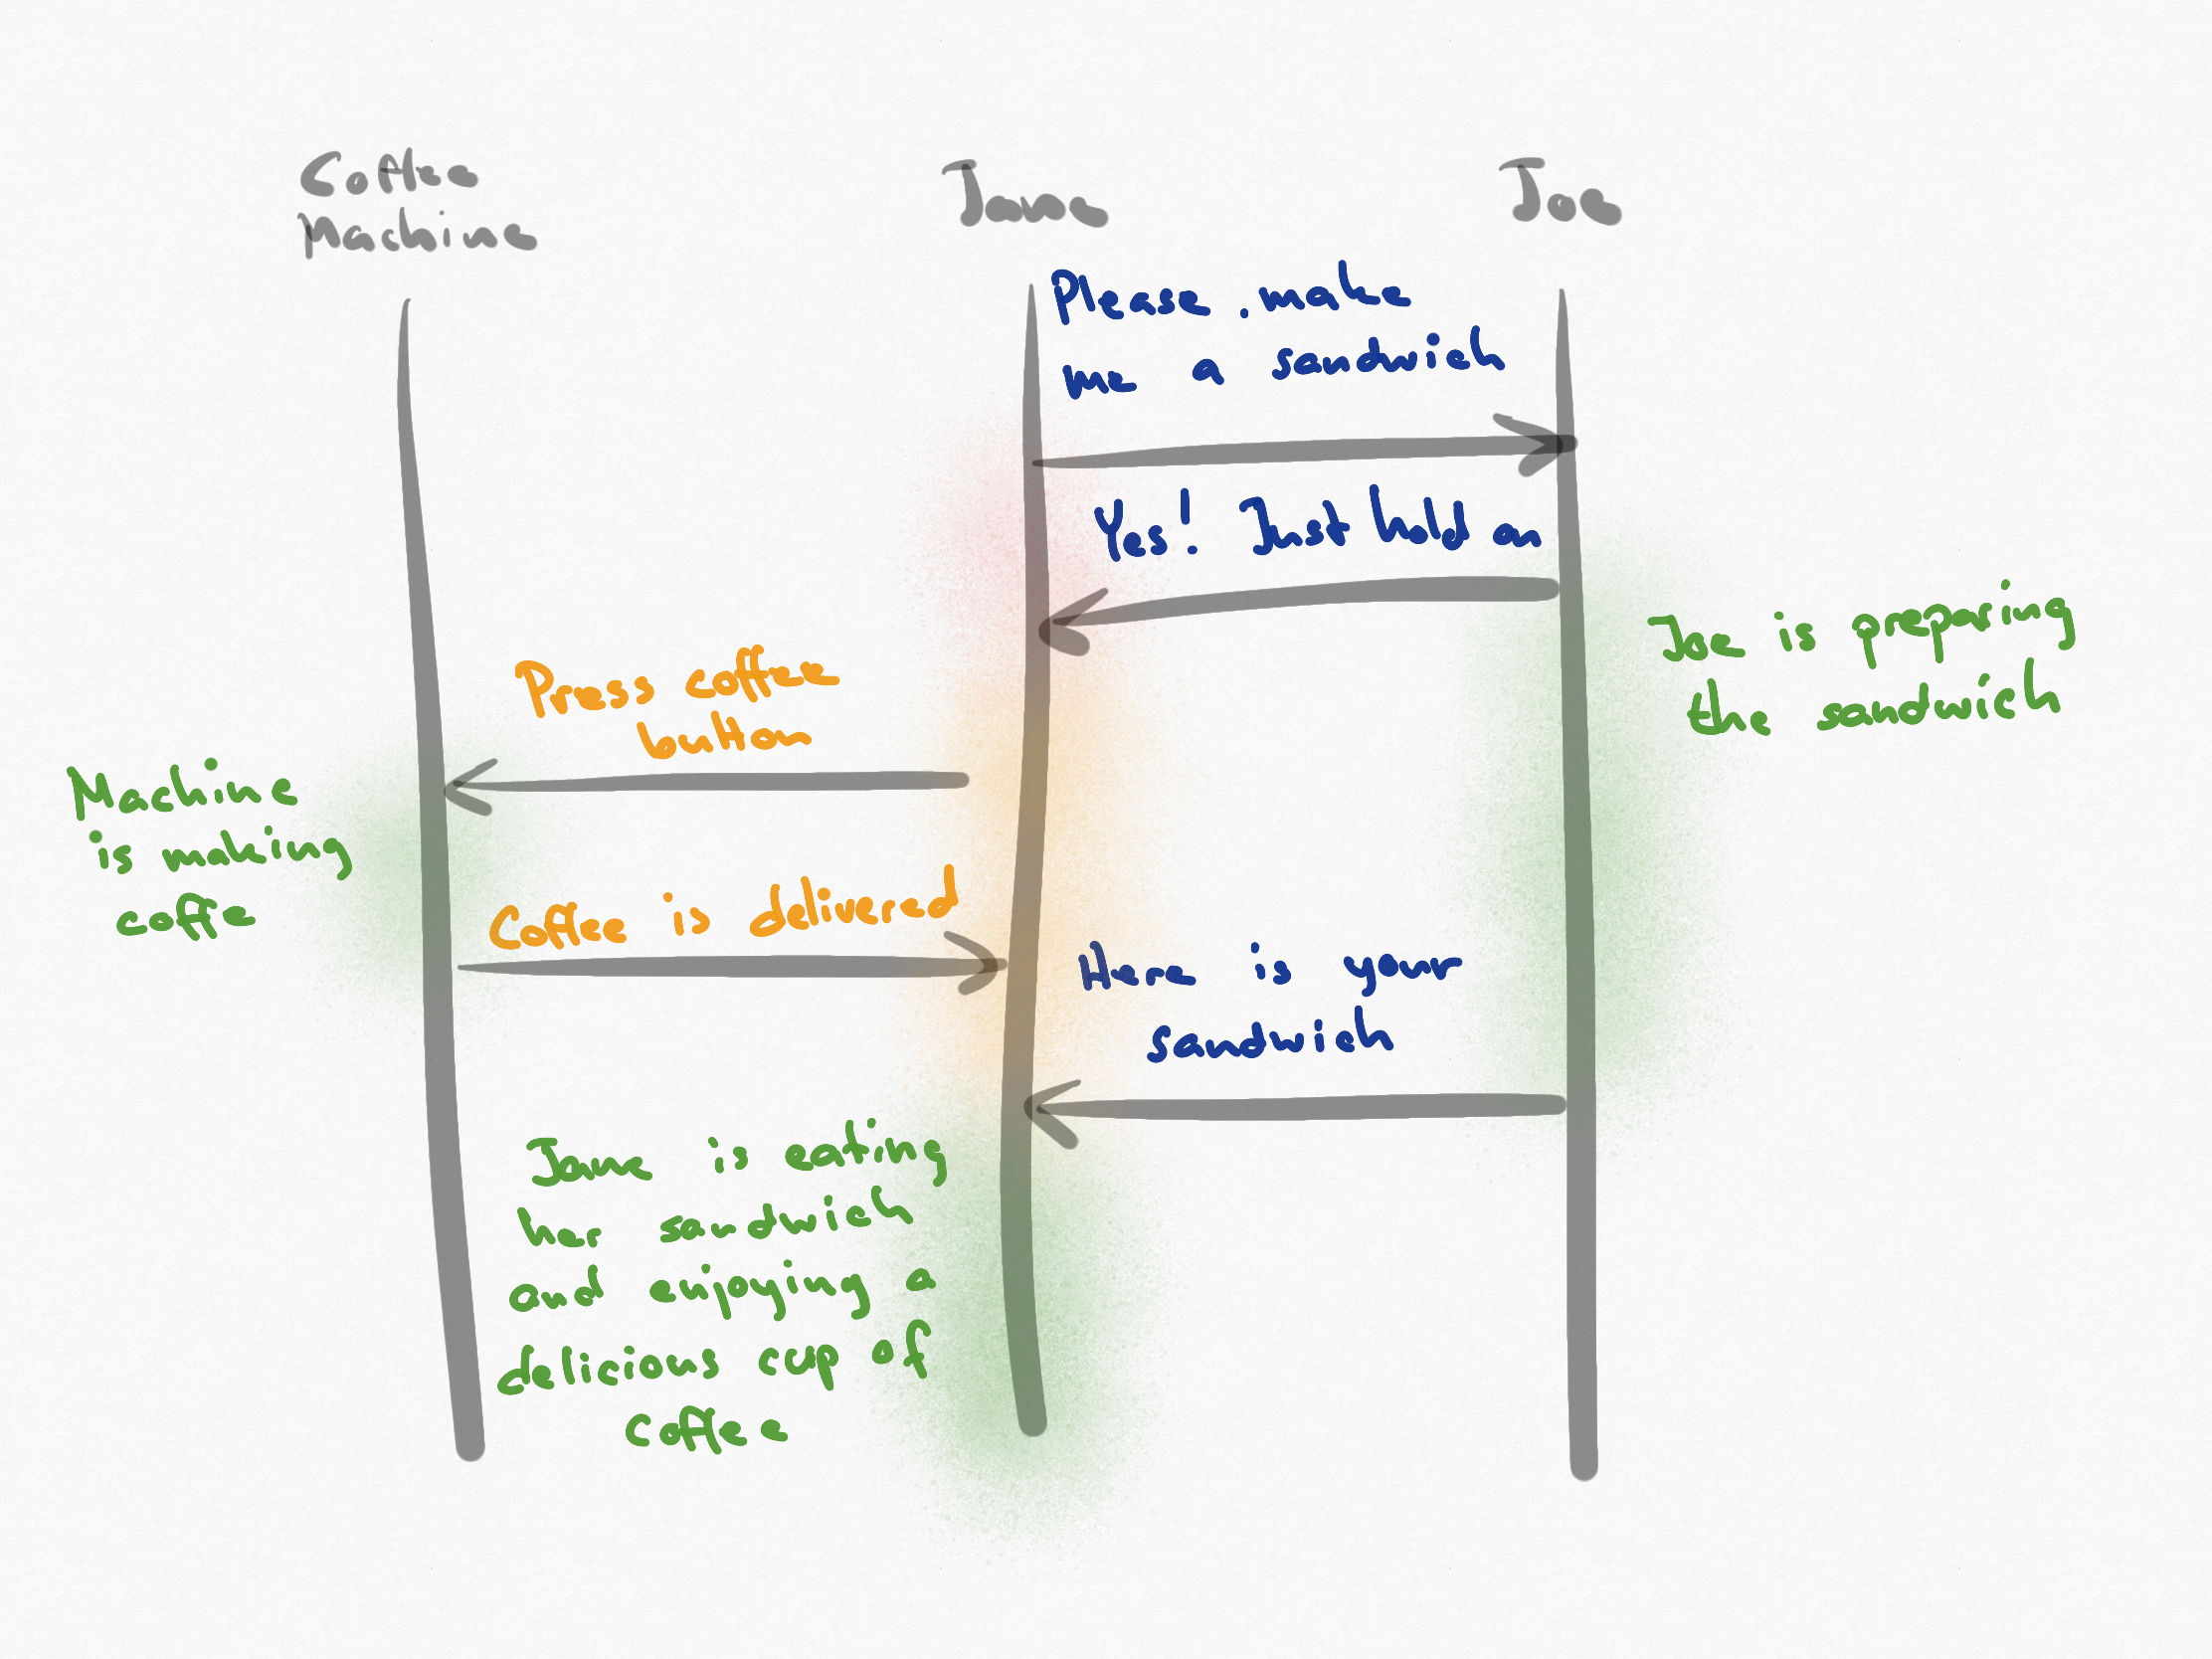 Coffee
Machine
Jane
Joe
Please make
me a sandwich
Yes! Just hold on
Joe is preparing
the sandwich
Press coffee
button
Machine
is making
coffe
Coffee is delivered
Here is your
sandwich
Jane is eating
her sandwich
and enjoying a
delicious cup of
coffee